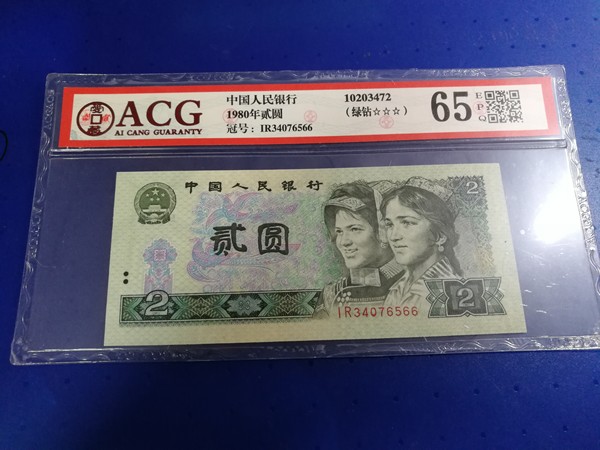 ACG
AI CANG GUARANTY
中国人民银行
1980年贰圆
冠号：IR34076566
10203472
（绿钻☆☆☆）
65
EPQ
中国人民银行
贰圆
2
2
2
IR34076566